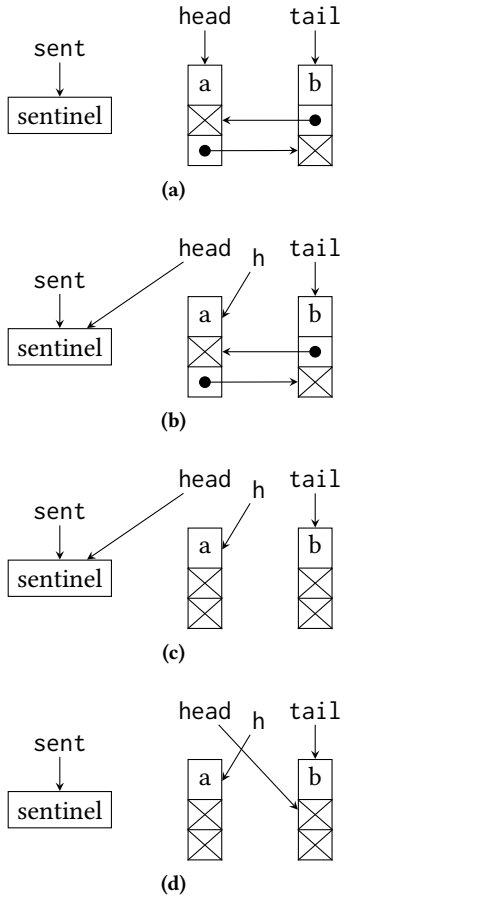 head tail
sent
a b
sentinel
(a)
head h tail
sent
a b
sentinel
(b)
head h tail
sent
a b
sentinel
(c)
head h tail
sent
a b
sentinel
(d)